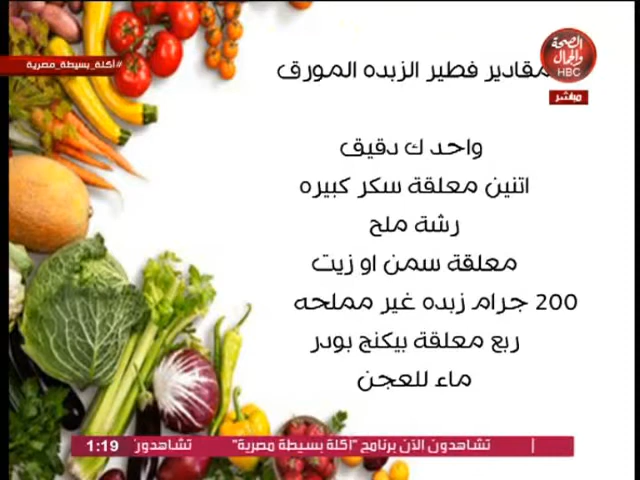 الصحة
والجمال
HBC
مباشر
#أكلة_بسيطة_مصرية
مقادير فطير الزبده المورق
واحد ك دقيق
اتنين معلقة سكر كبيره
رشة ملح
معلقة سمن او زيت
200 جرام زبده غير مملحه
ربع معلقة بيكنج بودر
ماء للعجن
تشاهدون الآن برنامج "أكلة بسيطة مصرية" تشاهدون
1:19